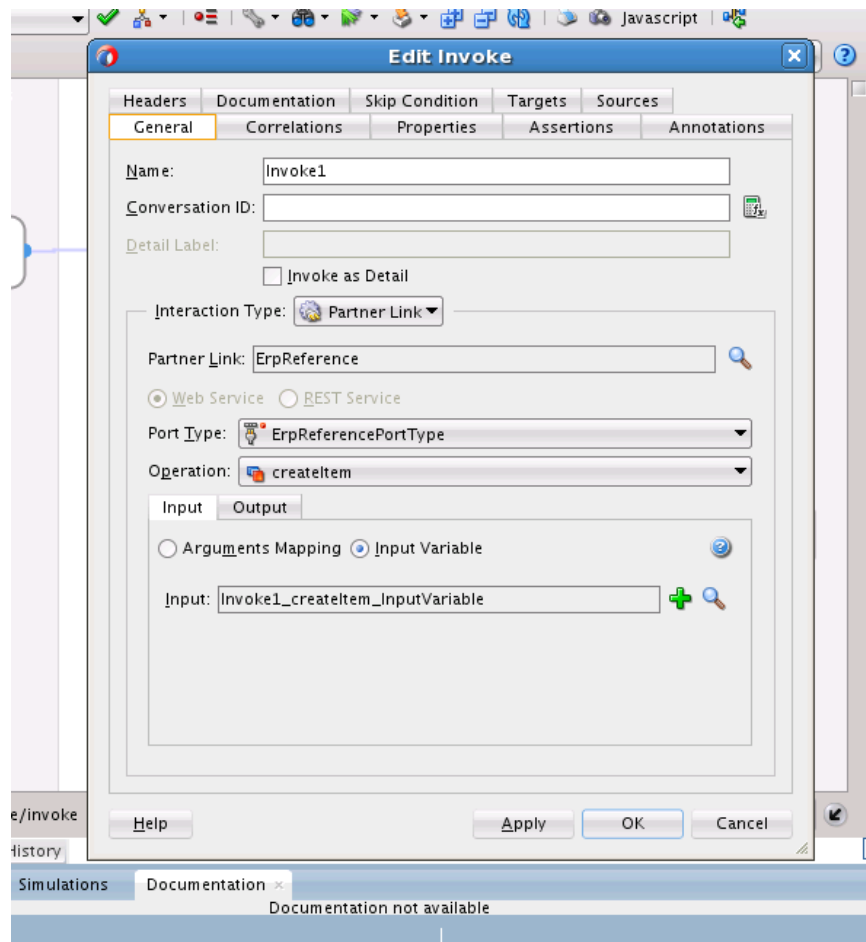 Javascript
Edit Invoke
Headers Documentation Skip Condition Targets Sources
General Correlations Properties Assertions Annotations
Name: Invoke1
Conversation ID:
Detail Label:
Invoke as Detail
Interaction Type: Partner Link
Partner Link: ErpReference
Web Service REST Service
Port Type: ErpReferencePortType
Operation: createItem
Input Output
Arguments Mapping Input Variable
Input: Invoke1_createItem_InputVariable
e/invoke
Help Apply OK Cancel
History
Simulations Documentation
Documentation not available